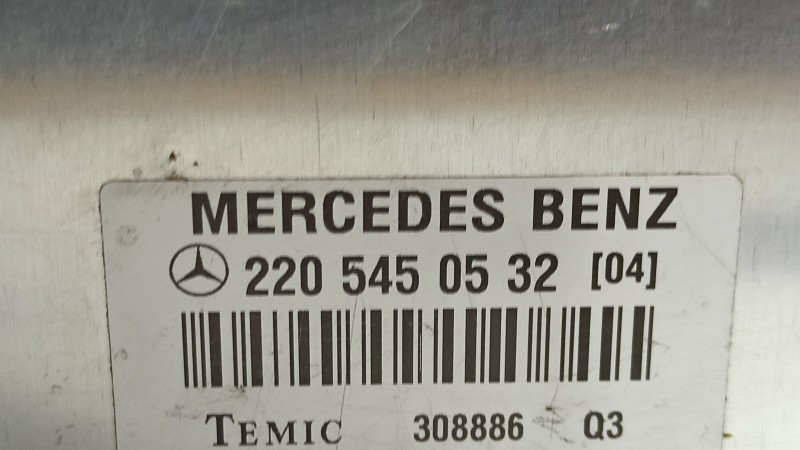 MERCEDES BENZ
220 545 05 32 [04]
TEMIC 308886 Q3